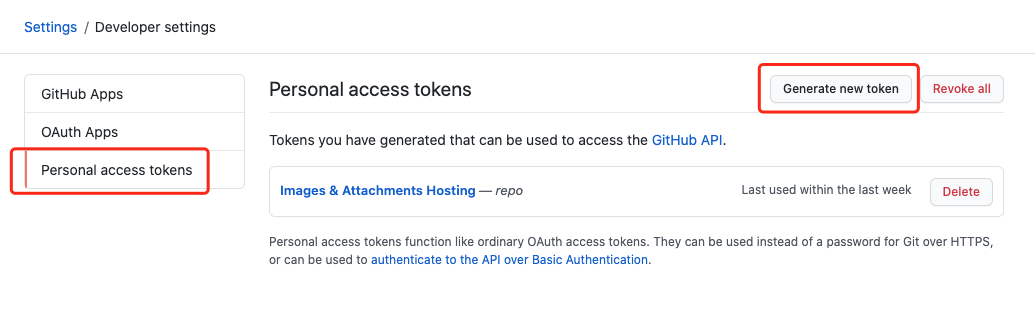 Settings / Developer settings
GitHub Apps
OAuth Apps
Personal access tokens
Personal access tokens
Generate new token
Revoke all
Tokens you have generated that can be used to access the GitHub API.
Images & Attachments Hosting — repo
Last used within the last week
Delete
Personal access tokens function like ordinary OAuth access tokens. They can be used instead of a password for Git over HTTPS,
or can be used to authenticate to the API over Basic Authentication.